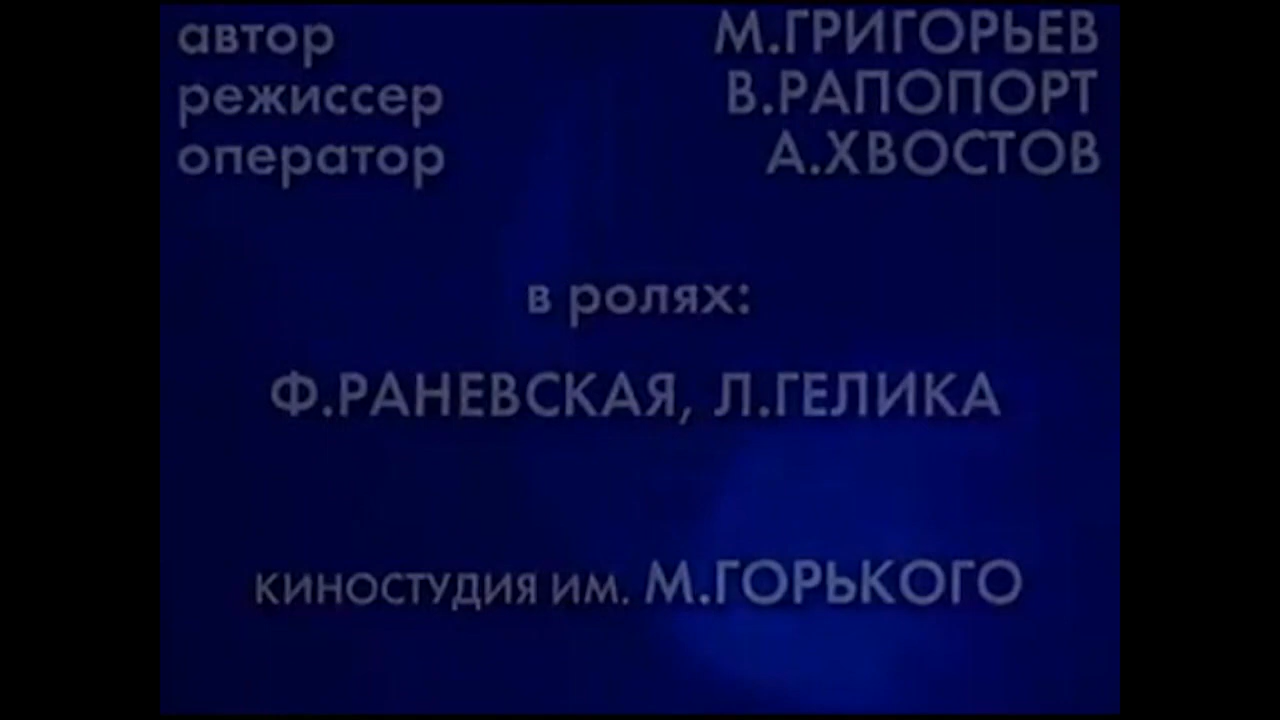 автор М.ГРИГОРЬЕВ
режиссер В.РАПОПОРТ
оператор А.ХВОСТОВ
в ролях:
Ф.РАНЕВСКАЯ, Л.ГЕЛИКА
КИНОСТУДИЯ ИМ. М.ГОРЬКОГО